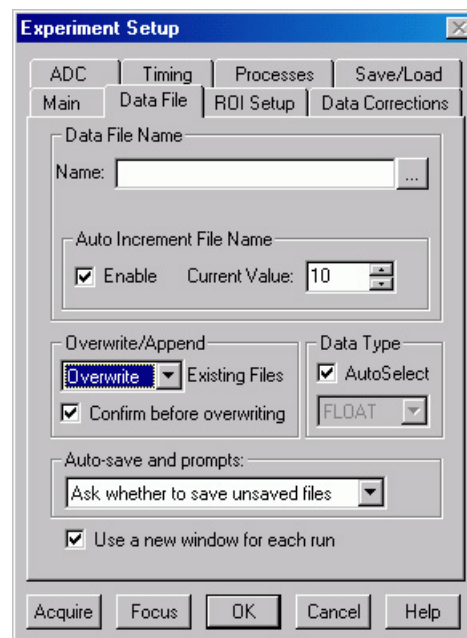 Experiment Setup
ADC Timing Processes Save/Load
Main Data File ROI Setup Data Corrections
Data File Name
Name: ...
Auto Increment File Name
Enable Current Value: 10
Overwrite/Append
Overwrite Existing Files
Confirm before overwriting
Data Type
AutoSelect
FLOAT
Auto-save and prompts:
Ask whether to save unsaved files
Use a new window for each run
Acquire Focus OK Cancel Help